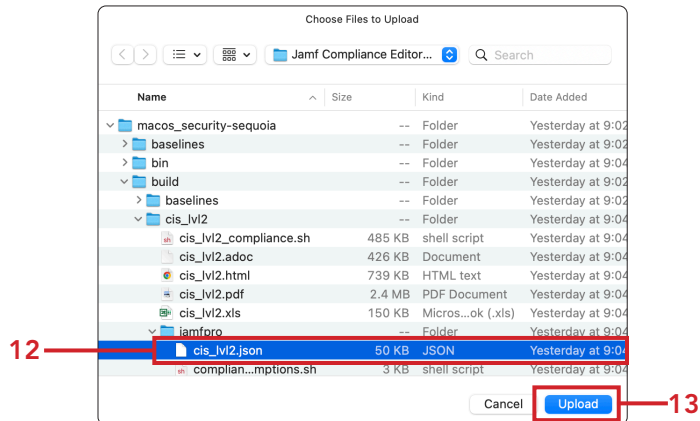 Choose Files to Upload
Jamf Compliance Editor... Search
Name Size Kind Date Added
macos_security-sequoia -- Folder Yesterday at 9:02
baselines -- Folder Yesterday at 9:02
bin -- Folder Yesterday at 9:04
build -- Folder Yesterday at 9:02
baselines -- Folder Yesterday at 9:04
cis_lvl2 -- Folder Yesterday at 9:04
sh cis_lvl2_compliance.sh 485 KB shell script Yesterday at 9:04
cis_lvl2.adoc 426 KB Document Yesterday at 9:04
cis_lvl2.html 739 KB HTML text Yesterday at 9:04
cis_lvl2.pdf 2.4 MB PDF Document Yesterday at 9:04
cis_lvl2.xls 150 KB Micros...ok (.xls) Yesterday at 9:04
jamfpro -- Folder Yesterday at 9:04
12 cis_lvl2.json 50 KB JSON Yesterday at 9:04
sh complian...mptions.sh 3 KB shell script Yesterday at 9:04
Cancel Upload 13